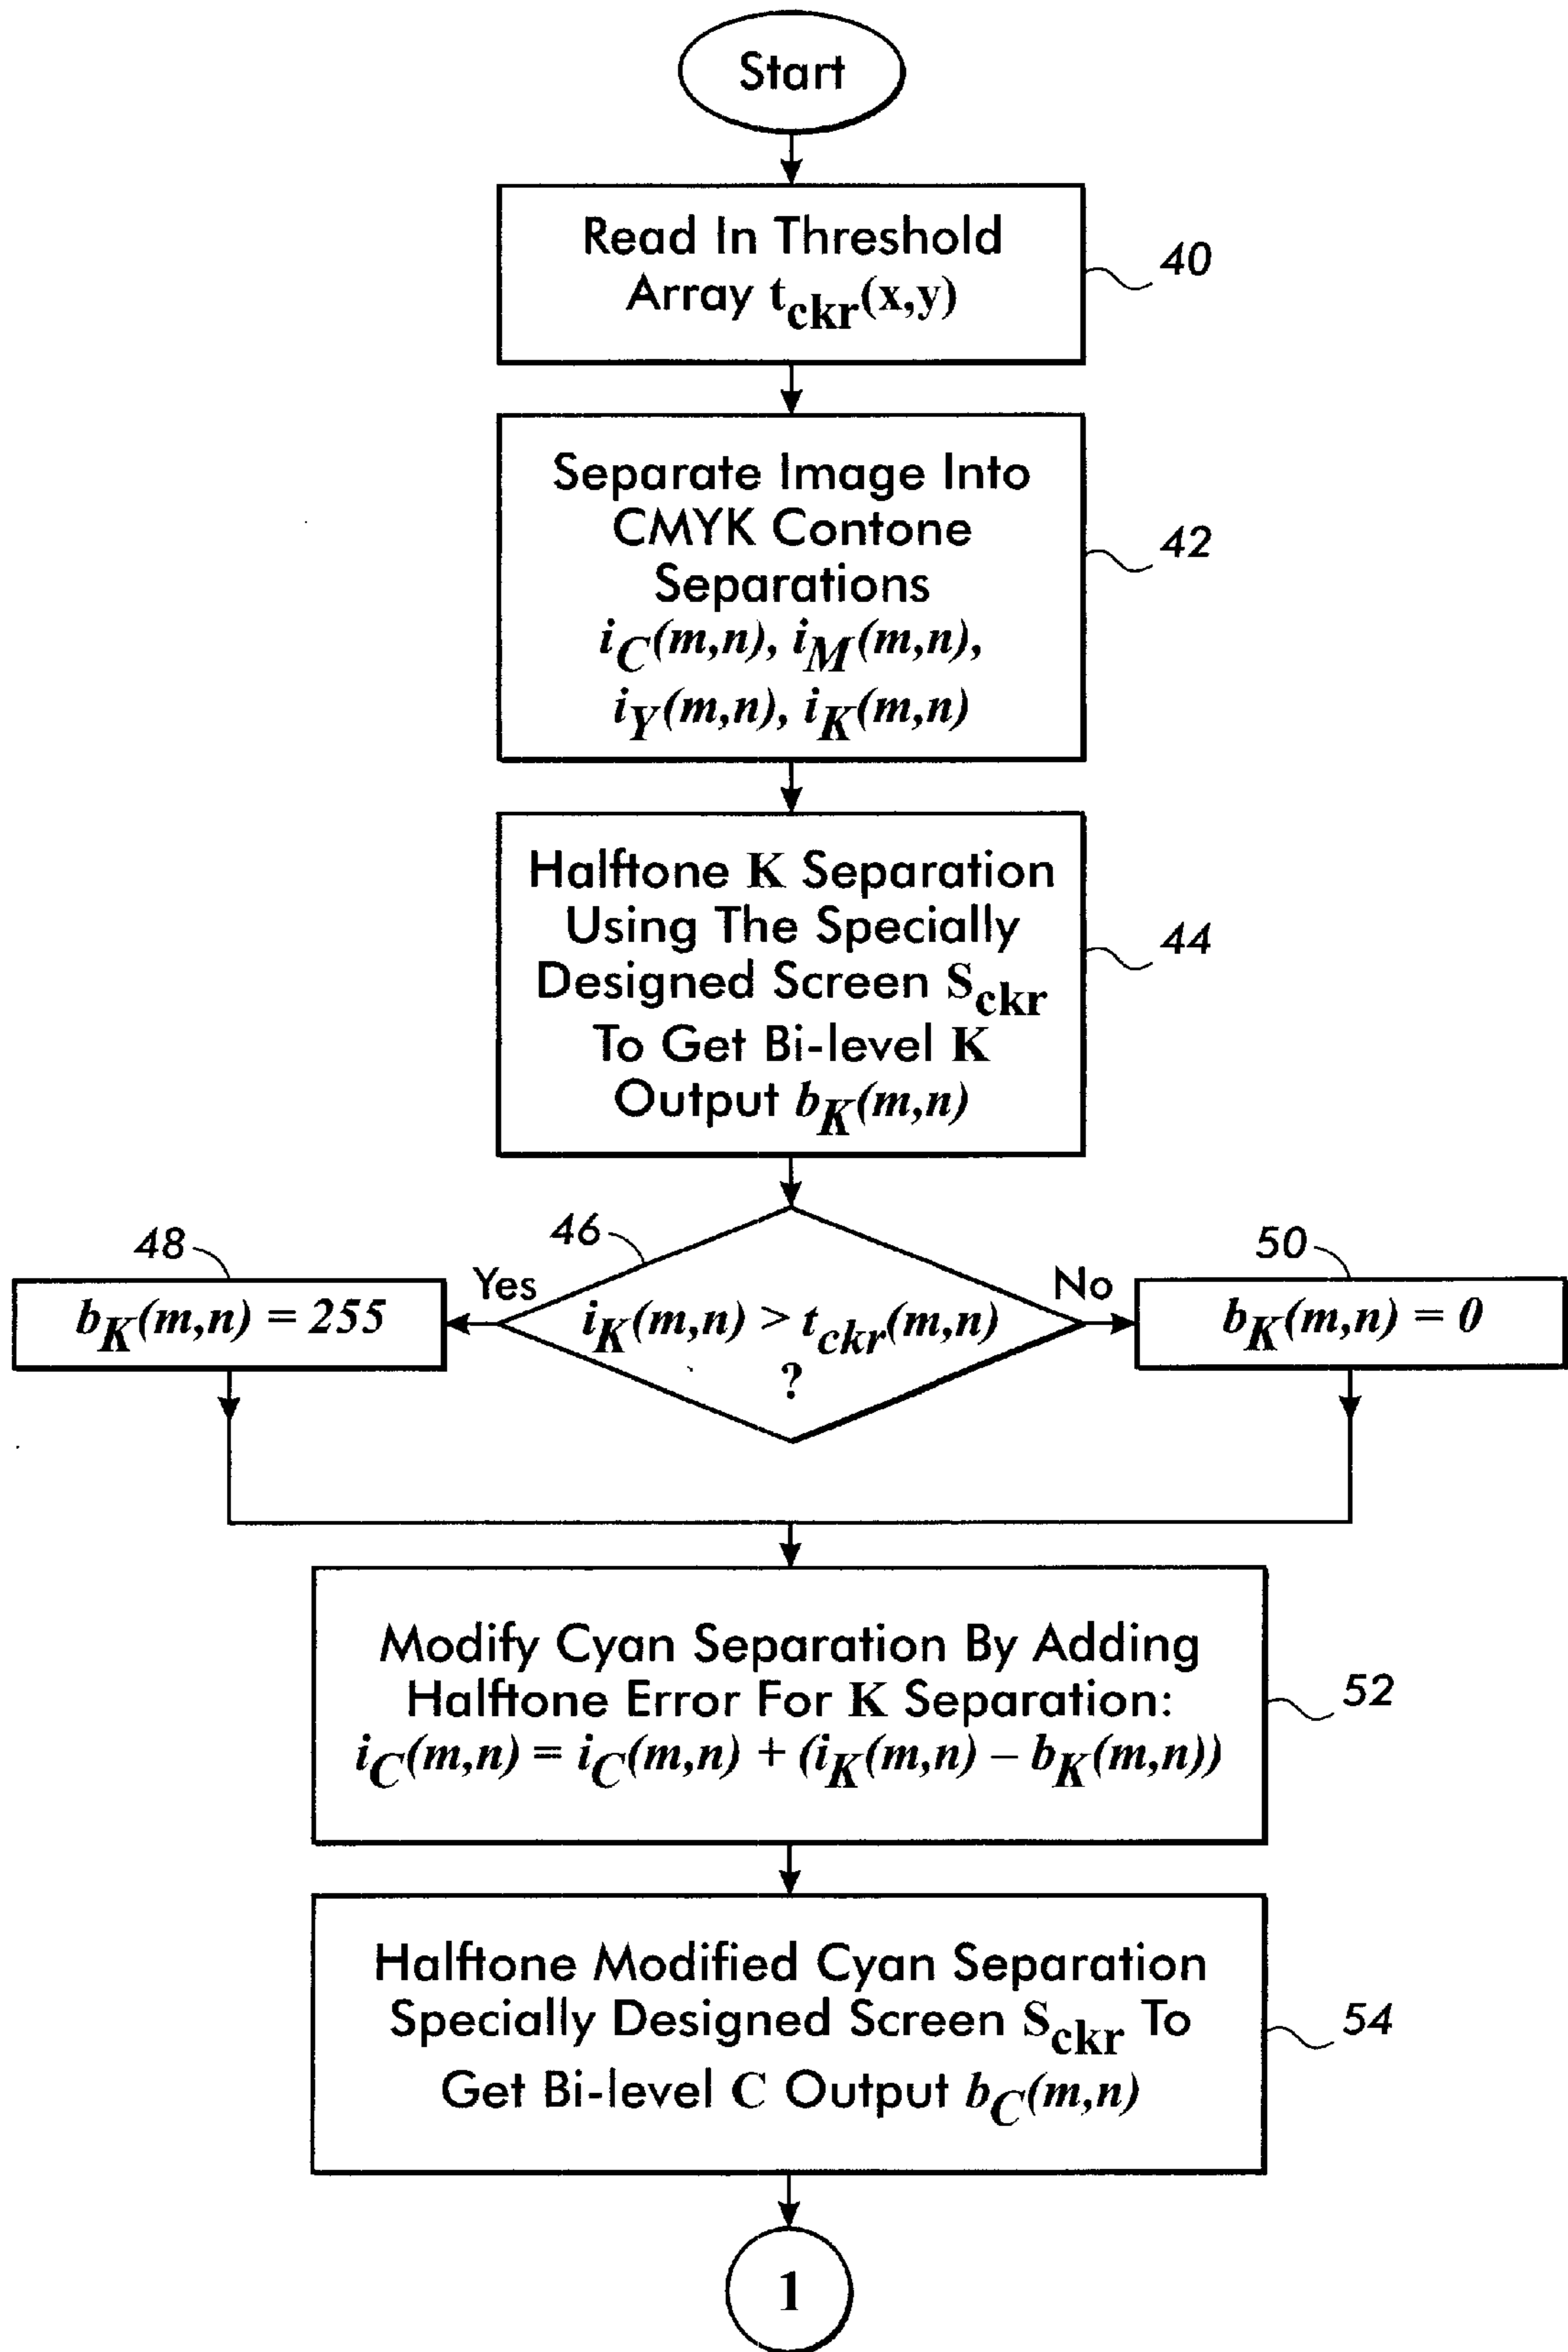 Start
Read In Threshold
Array t_ckr(x,y)
40
Separate Image Into
CMYK Contone
Separations
i_C(m,n), i_M(m,n),
i_Y(m,n), i_K(m,n)
42
Halftone K Separation
Using The Specially
Designed Screen S_ckr
To Get Bi-level K
Output b_K(m,n)
44
46
i_K(m,n) > t_ckr(m,n)
?
Yes
No
48
b_K(m,n) = 255
50
b_K(m,n) = 0
Modify Cyan Separation By Adding
Halftone Error For K Separation:
i_C(m,n) = i_C(m,n) + (i_K(m,n) – b_K(m,n))
52
Halftone Modified Cyan Separation
Specially Designed Screen S_ckr To
Get Bi-level C Output b_C(m,n)
54
1